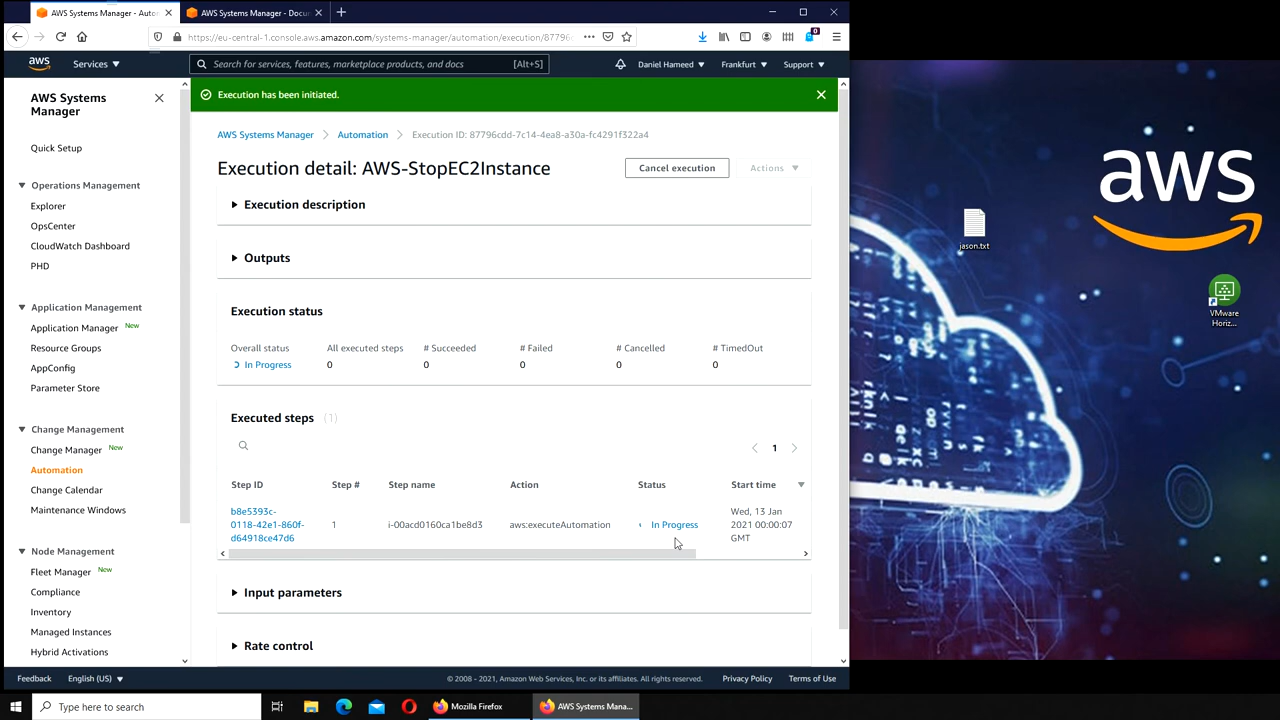 AWS Systems Manager - Auto
AWS Systems Manager - Docu
https://eu-central-1.console.aws.amazon.com/systems-manager/automation/execution/87796
0
aws
Services
Search for services, features, marketplace products, and docs
[Alt+S]
Daniel Hameed
Frankfurt
Support
AWS Systems
Manager
Quick Setup
Operations Management
Explorer
OpsCenter
CloudWatch Dashboard
PHD
Application Management
Application Manager New
Resource Groups
AppConfig
Parameter Store
Change Management
Change Manager New
Automation
Change Calendar
Maintenance Windows
Node Management
Fleet Manager New
Compliance
Inventory
Managed Instances
Hybrid Activations
Execution has been initiated.
AWS Systems Manager
Automation
Execution ID: 87796cdd-7c14-4ea8-a30a-fc4291f322a4
Execution detail: AWS-StopEC2Instance
Cancel execution
Actions
Execution description
Outputs
Execution status
Overall status
All executed steps
# Succeeded
# Failed
# Cancelled
# TimedOut
In Progress
0
0
0
0
0
Executed steps (1)
1
Step ID
Step #
Step name
Action
Status
Start time
b8e5393c-
0118-42e1-860f-
d64918ce47d6
1
i-00acd0160ca1be8d3
aws:executeAutomation
In Progress
Wed, 13 Jan
2021 00:00:07
GMT
Input parameters
Rate control
Feedback
English (US)
© 2008 - 2021, Amazon Web Services, Inc. or its affiliates. All rights reserved.
Privacy Policy
Terms of Use
aws
jason.txt
VMware
Horiz...
Type here to search
Mozilla Firefox
AWS Systems Mana...